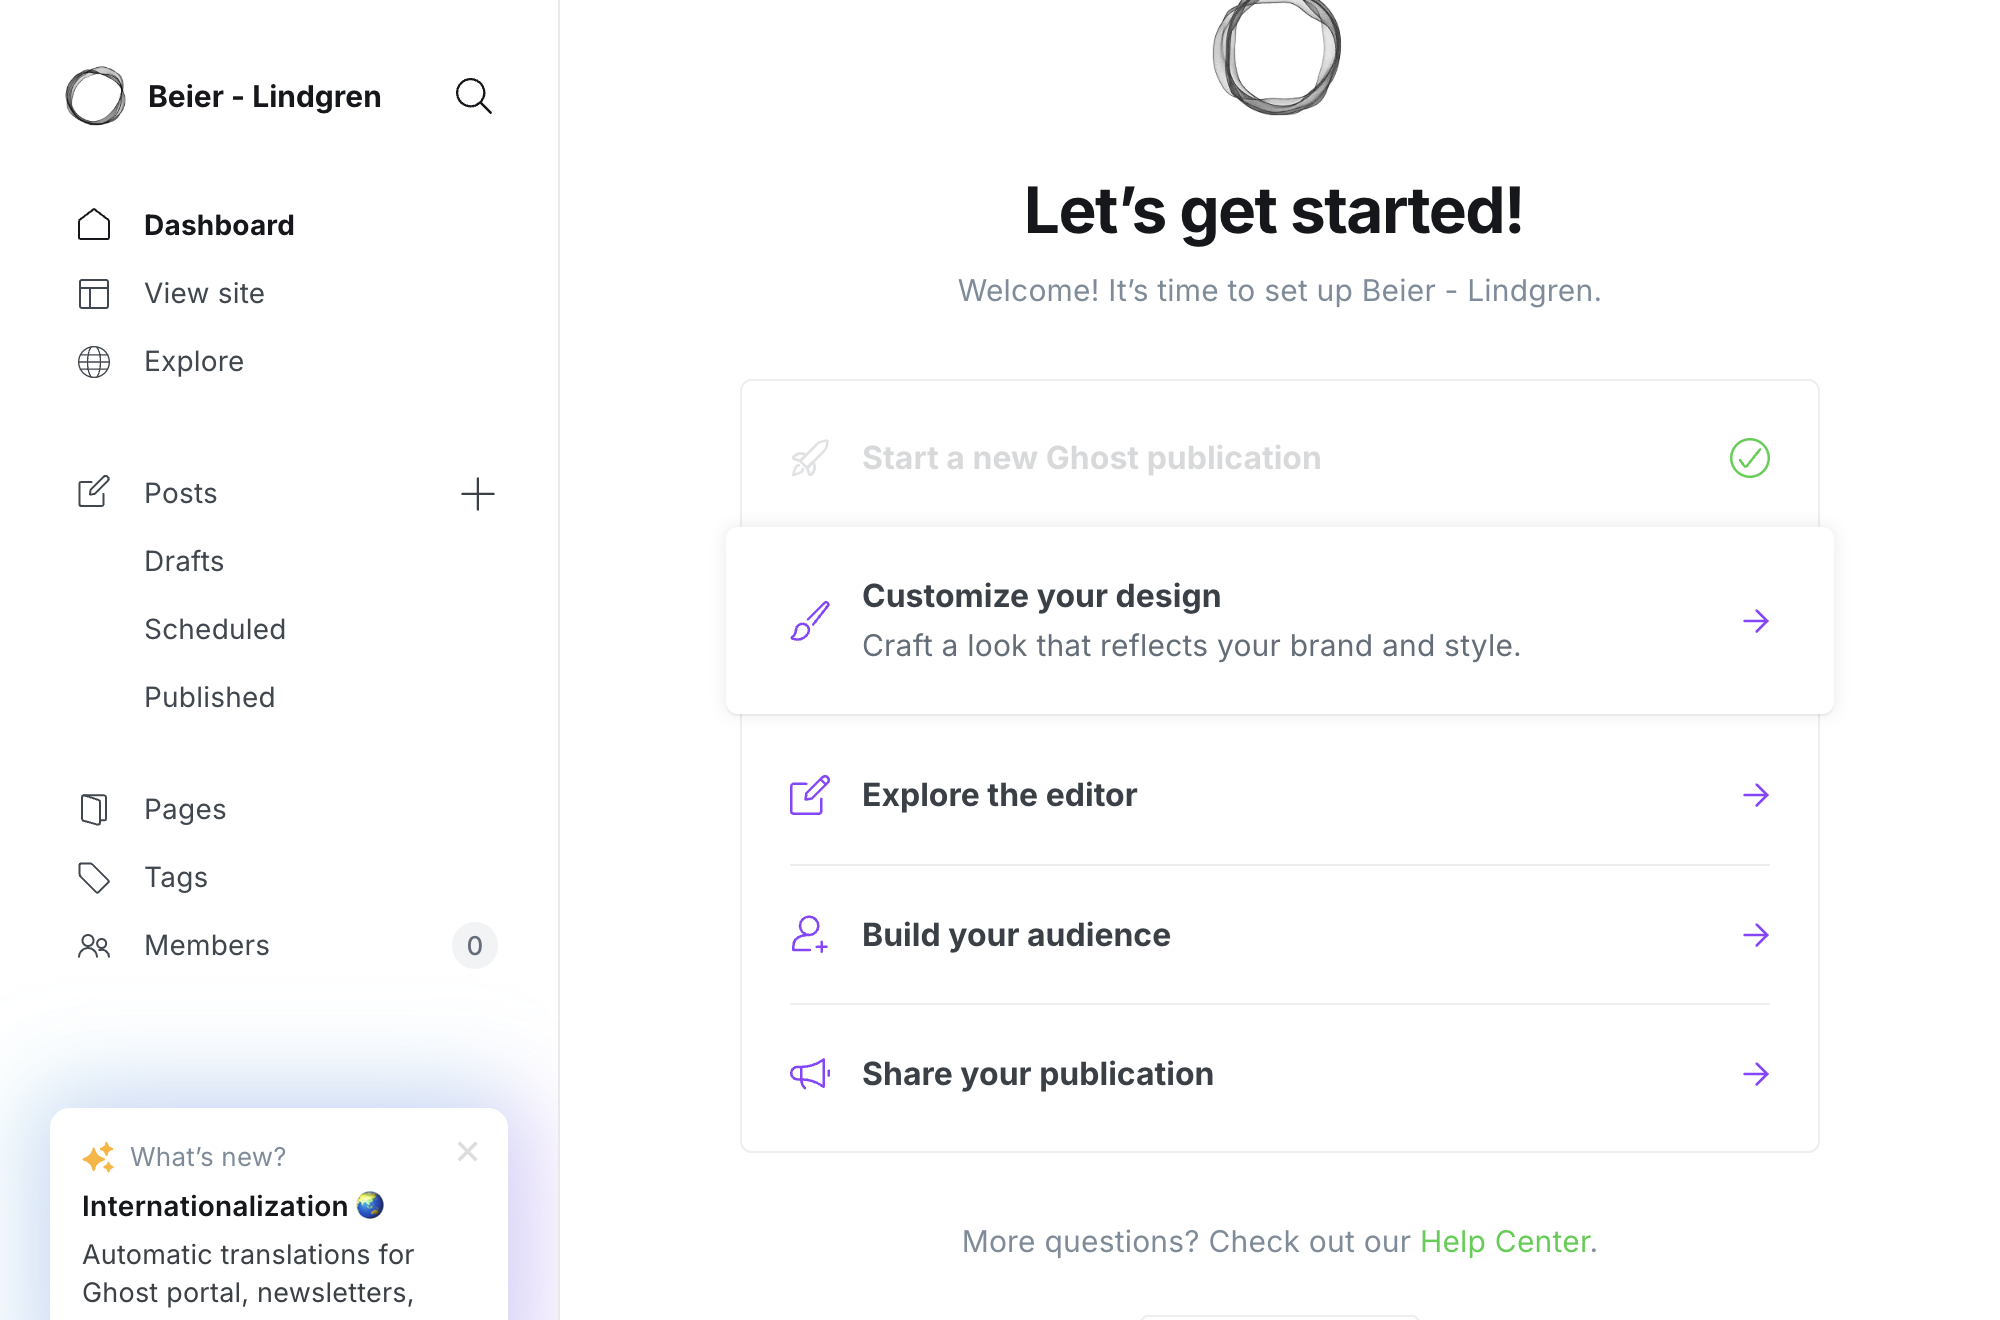 Beier - Lindgren
Dashboard
View site
Explore
Posts
Drafts
Scheduled
Published
Pages
Tags
Members
0
What’s new?
Internationalization
Automatic translations for
Ghost portal, newsletters,
Let’s get started!
Welcome! It’s time to set up Beier - Lindgren.
Start a new Ghost publication
Customize your design
Craft a look that reflects your brand and style.
Explore the editor
Build your audience
Share your publication
More questions? Check out our Help Center.